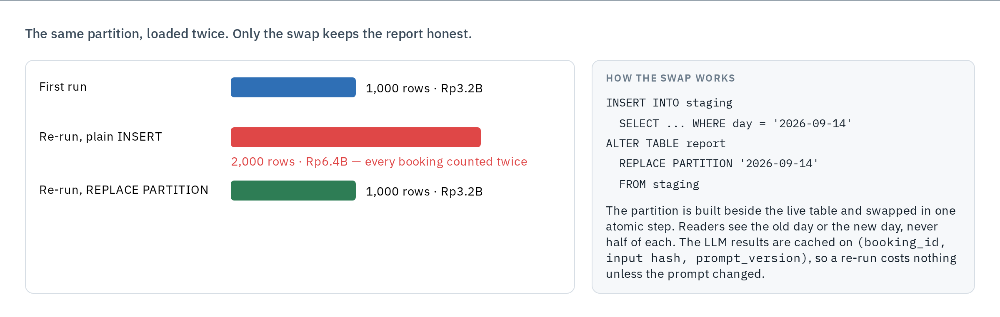 The same partition, loaded twice. Only the swap keeps the report honest.
First run
1,000 rows · Rp3.2B
Re-run, plain INSERT
2,000 rows · Rp6.4B — every booking counted twice
Re-run, REPLACE PARTITION
1,000 rows · Rp3.2B
HOW THE SWAP WORKS
INSERT INTO staging
  SELECT ... WHERE day = '2026-09-14'
ALTER TABLE report
  REPLACE PARTITION '2026-09-14'
  FROM staging
The partition is built beside the live table and swapped in one
atomic step. Readers see the old day or the new day, never
half of each. The LLM results are cached on (booking_id,
input hash, prompt_version), so a re-run costs nothing
unless the prompt changed.